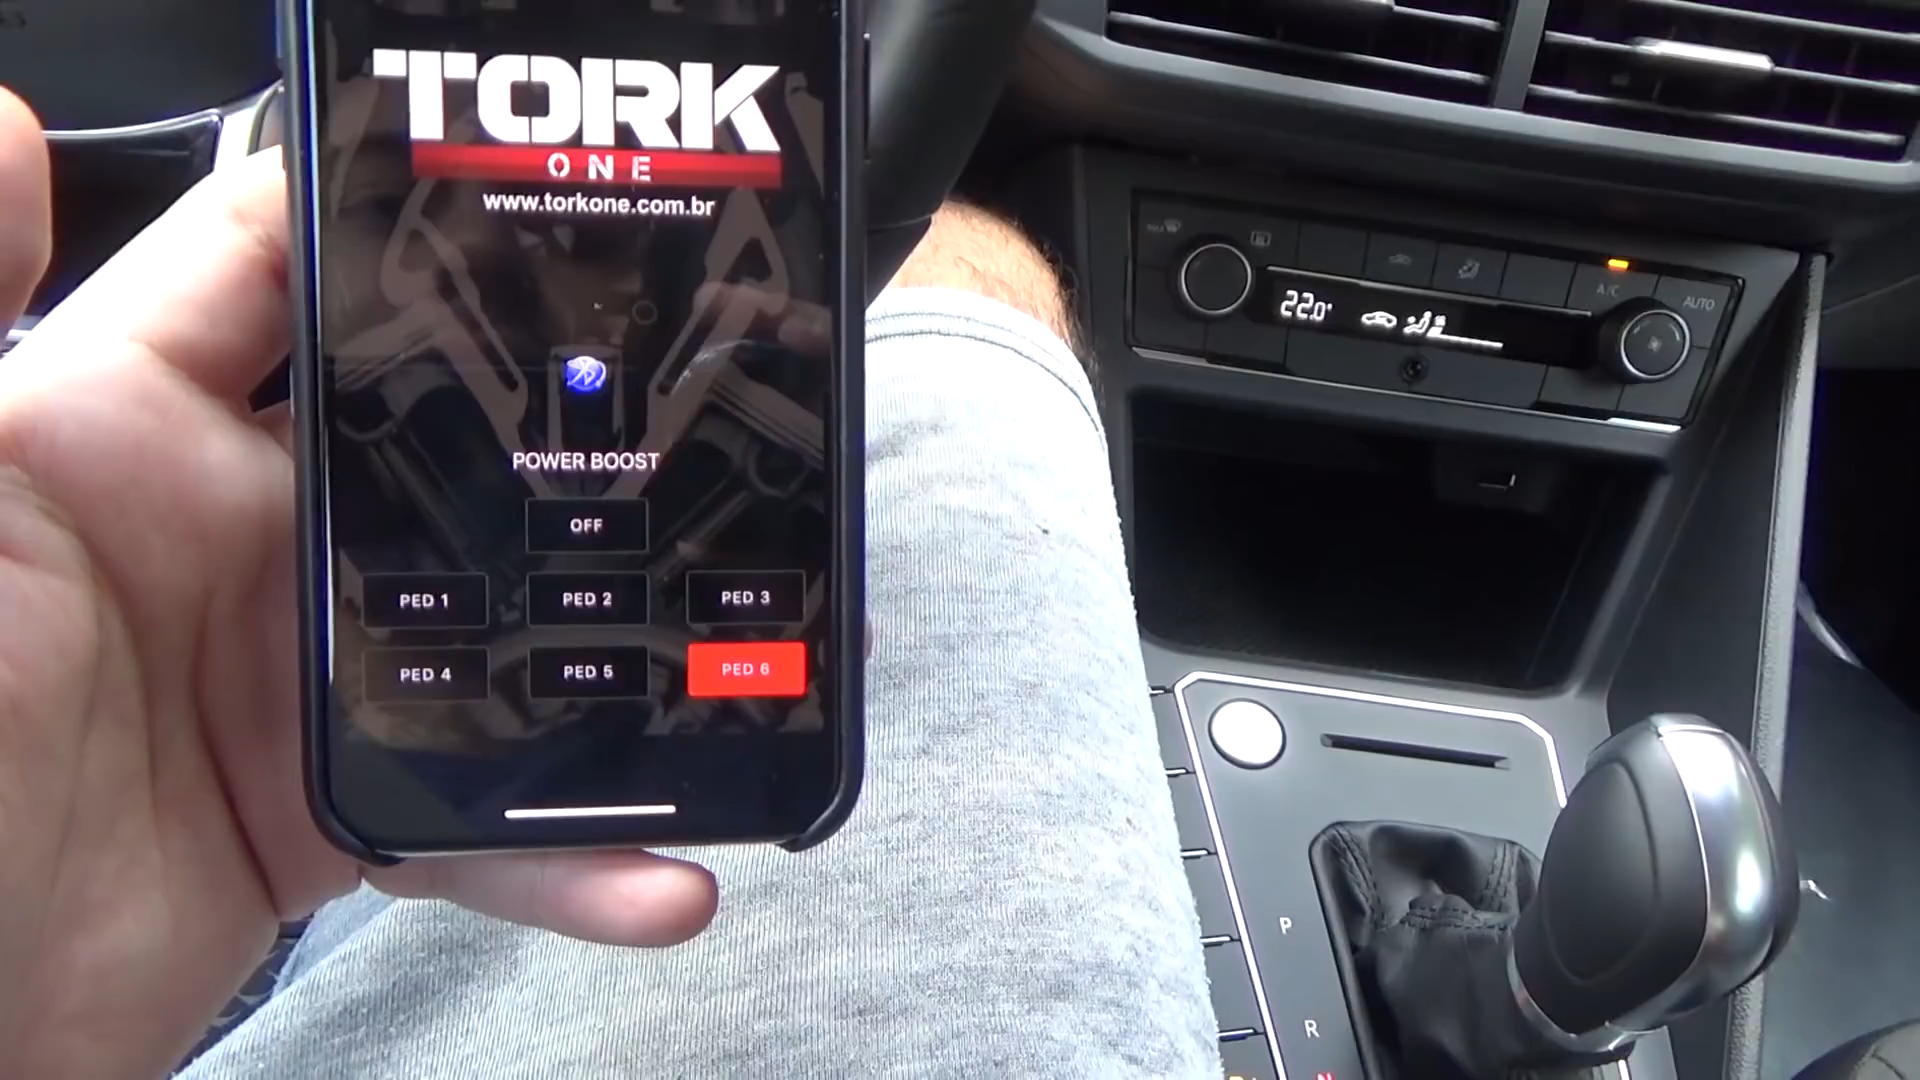 TORK
ONE
www.torkone.com.br
POWER BOOST
OFF
PED 1
PED 2
PED 3
PED 4
PED 5
PED 6
MAX
22.0°
A/C
AUTO
P
R
N